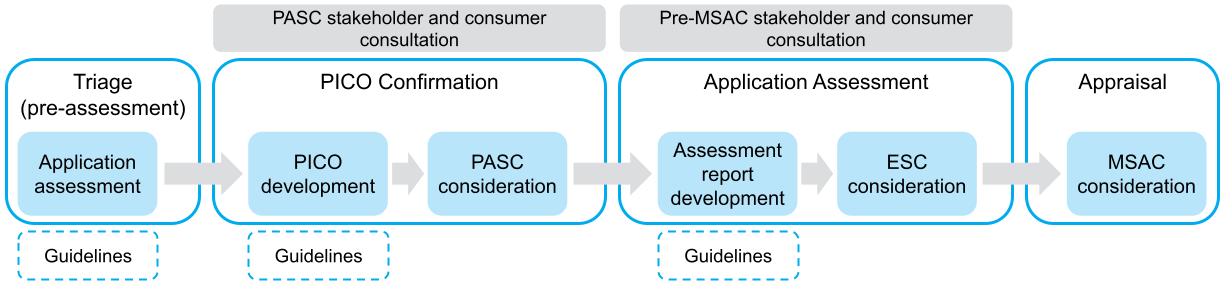 PASC stakeholder and consumer
consultation
Pre-MSAC stakeholder and consumer
consultation
Triage
(pre-assessment)
PICO Confirmation
Application Assessment
Appraisal
Application
assessment
PICO
development
PASC
consideration
Assessment
report
development
ESC
consideration
MSAC
consideration
Guidelines
Guidelines
Guidelines